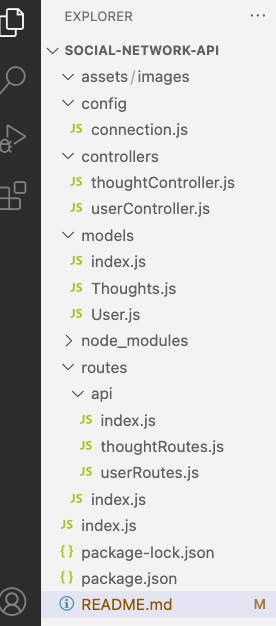 EXPLORER ...
SOCIAL-NETWORK-API
assets/images
config
JS connection.js
controllers
JS thoughtController.js
JS userController.js
models
JS index.js
JS Thoughts.js
JS User.js
node_modules
routes
api
JS index.js
JS thoughtRoutes.js
JS userRoutes.js
JS index.js
JS index.js
{} package-lock.json
{} package.json
README.md M